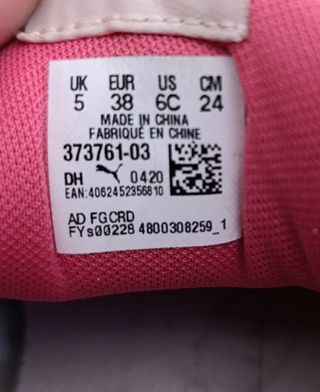 UK EUR US CM
5 38 6C 24
MADE IN CHINA
FABRIQUÉ EN CHINE
373761-03
DH 0420
EAN:4062452356810
AD FGCRD
FYs00228 4800308259_1